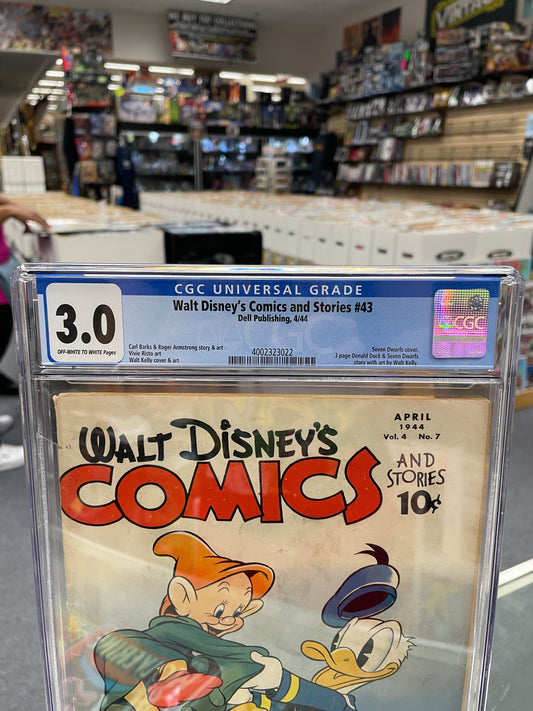 VINTAGE
CGC UNIVERSAL GRADE
3.0
OFF-WHITE TO WHITE Pages
Walt Disney's Comics and Stories #43
Dell Publishing, 4/44
Carl Barks & Roger Armstrong story & art
Vivie Risto art
Walt Kelly cover & art
4002323022
Seven Dwarfs cover.
3 page Donald Duck & Seven Dwarfs
story with art by Walt Kelly.
CGC
APRIL
1944
Vol. 4 No. 7
WALT DISNEY'S
COMICS
AND
STORIES
10¢